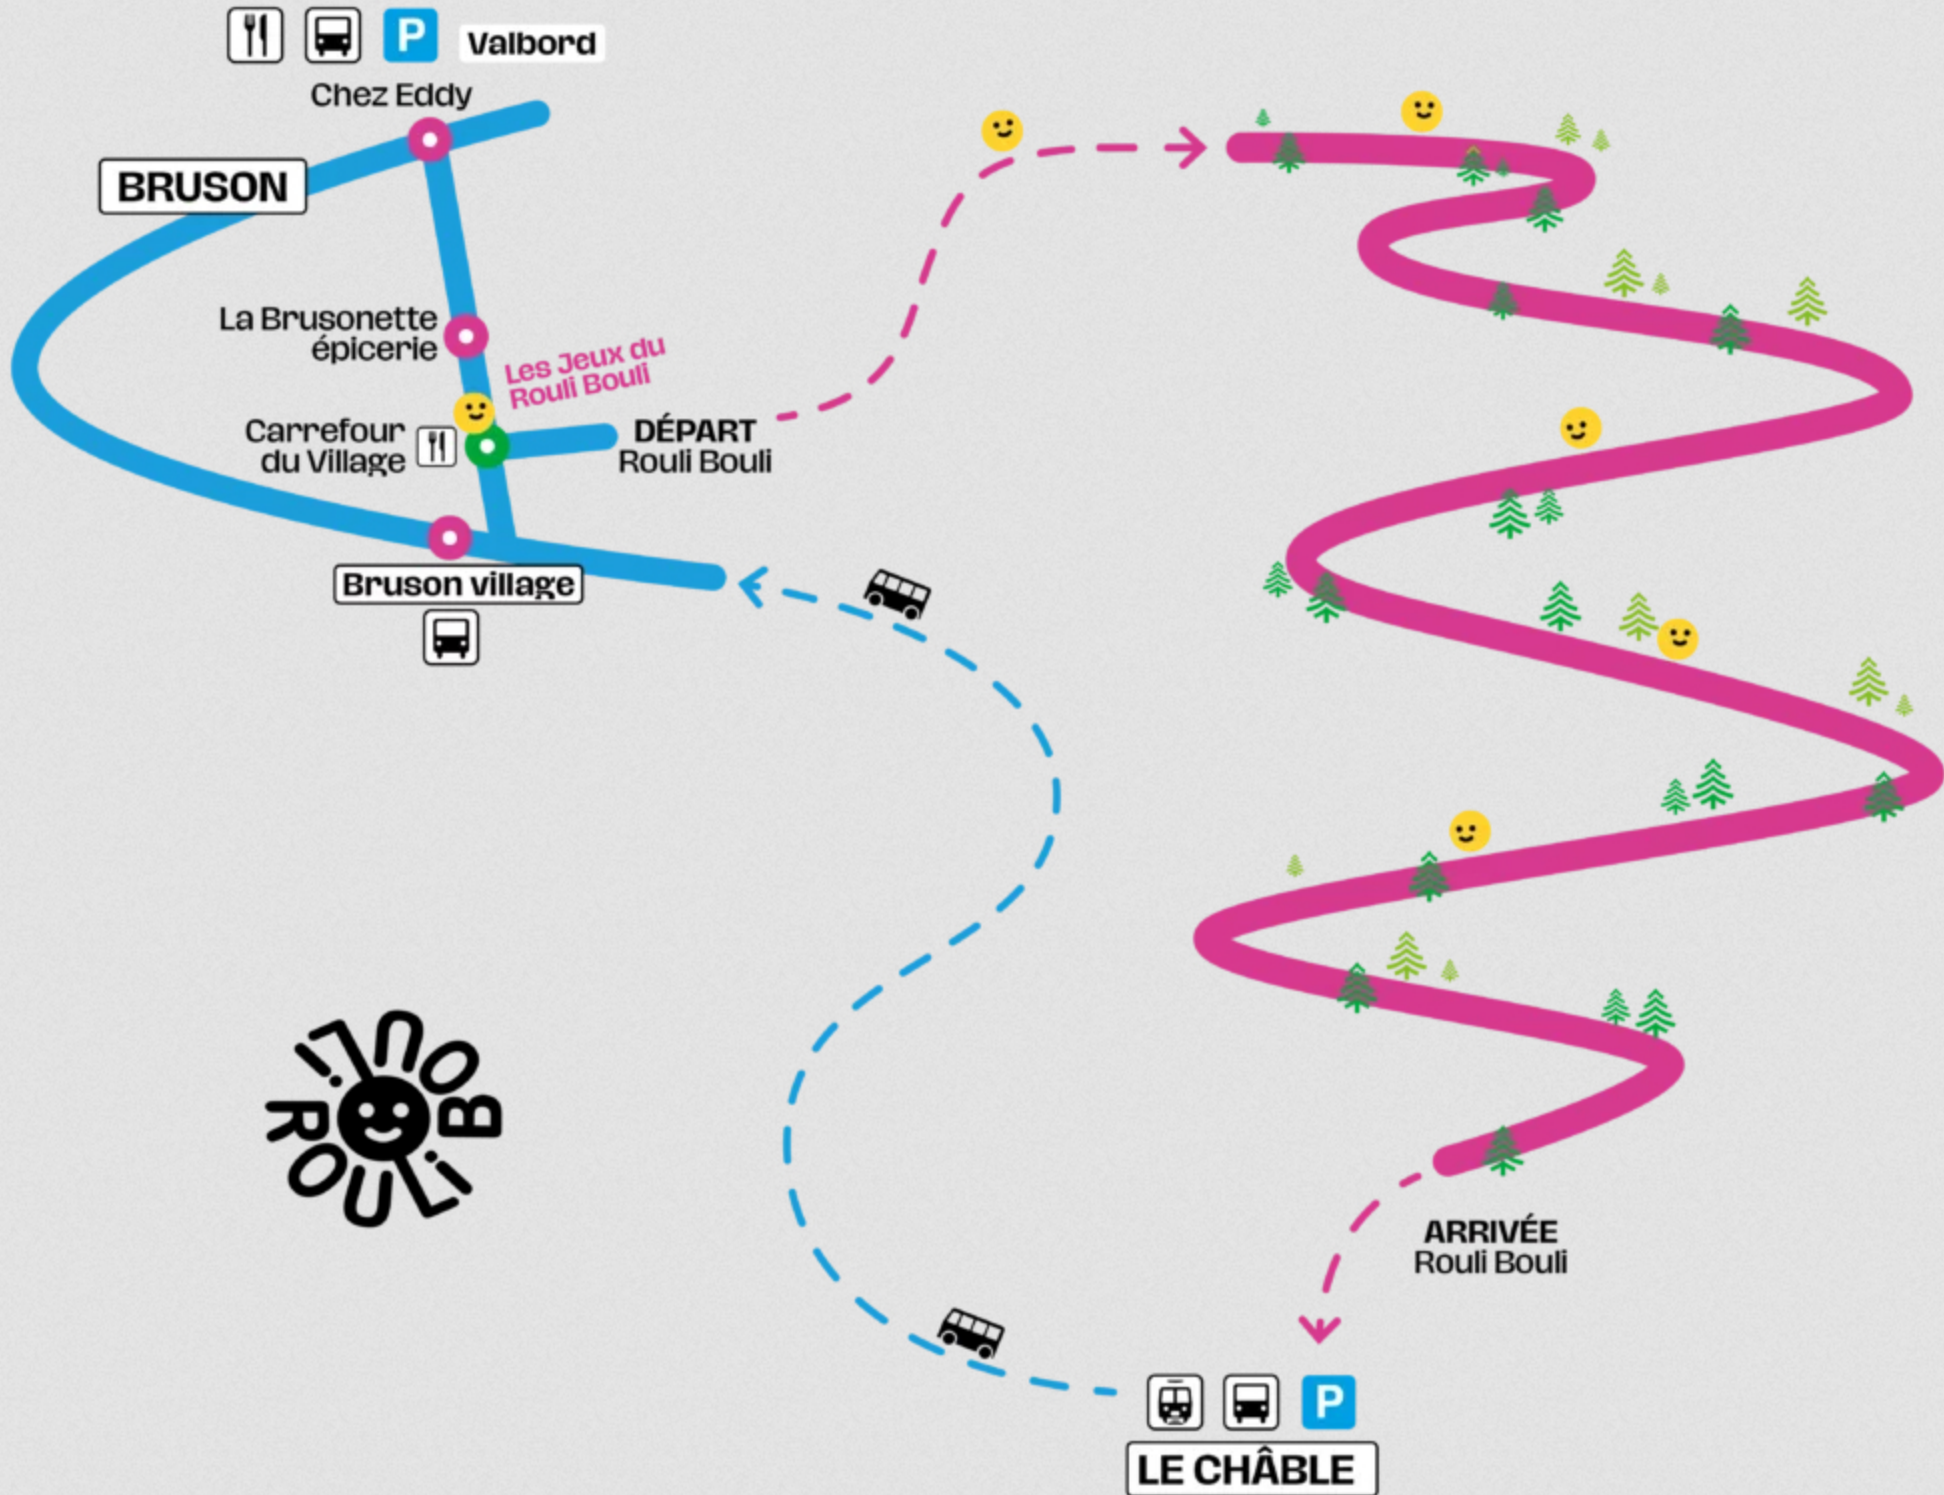 P Valbord
Chez Eddy
BRUSON
La Brusonette
épicerie
Les Jeux du
Rouli Bouli
Carrefour
du Village
DÉPART
Rouli Bouli
Bruson village
ROULi
BOULi
ARRIVÉE
Rouli Bouli
P
LE CHÂBLE